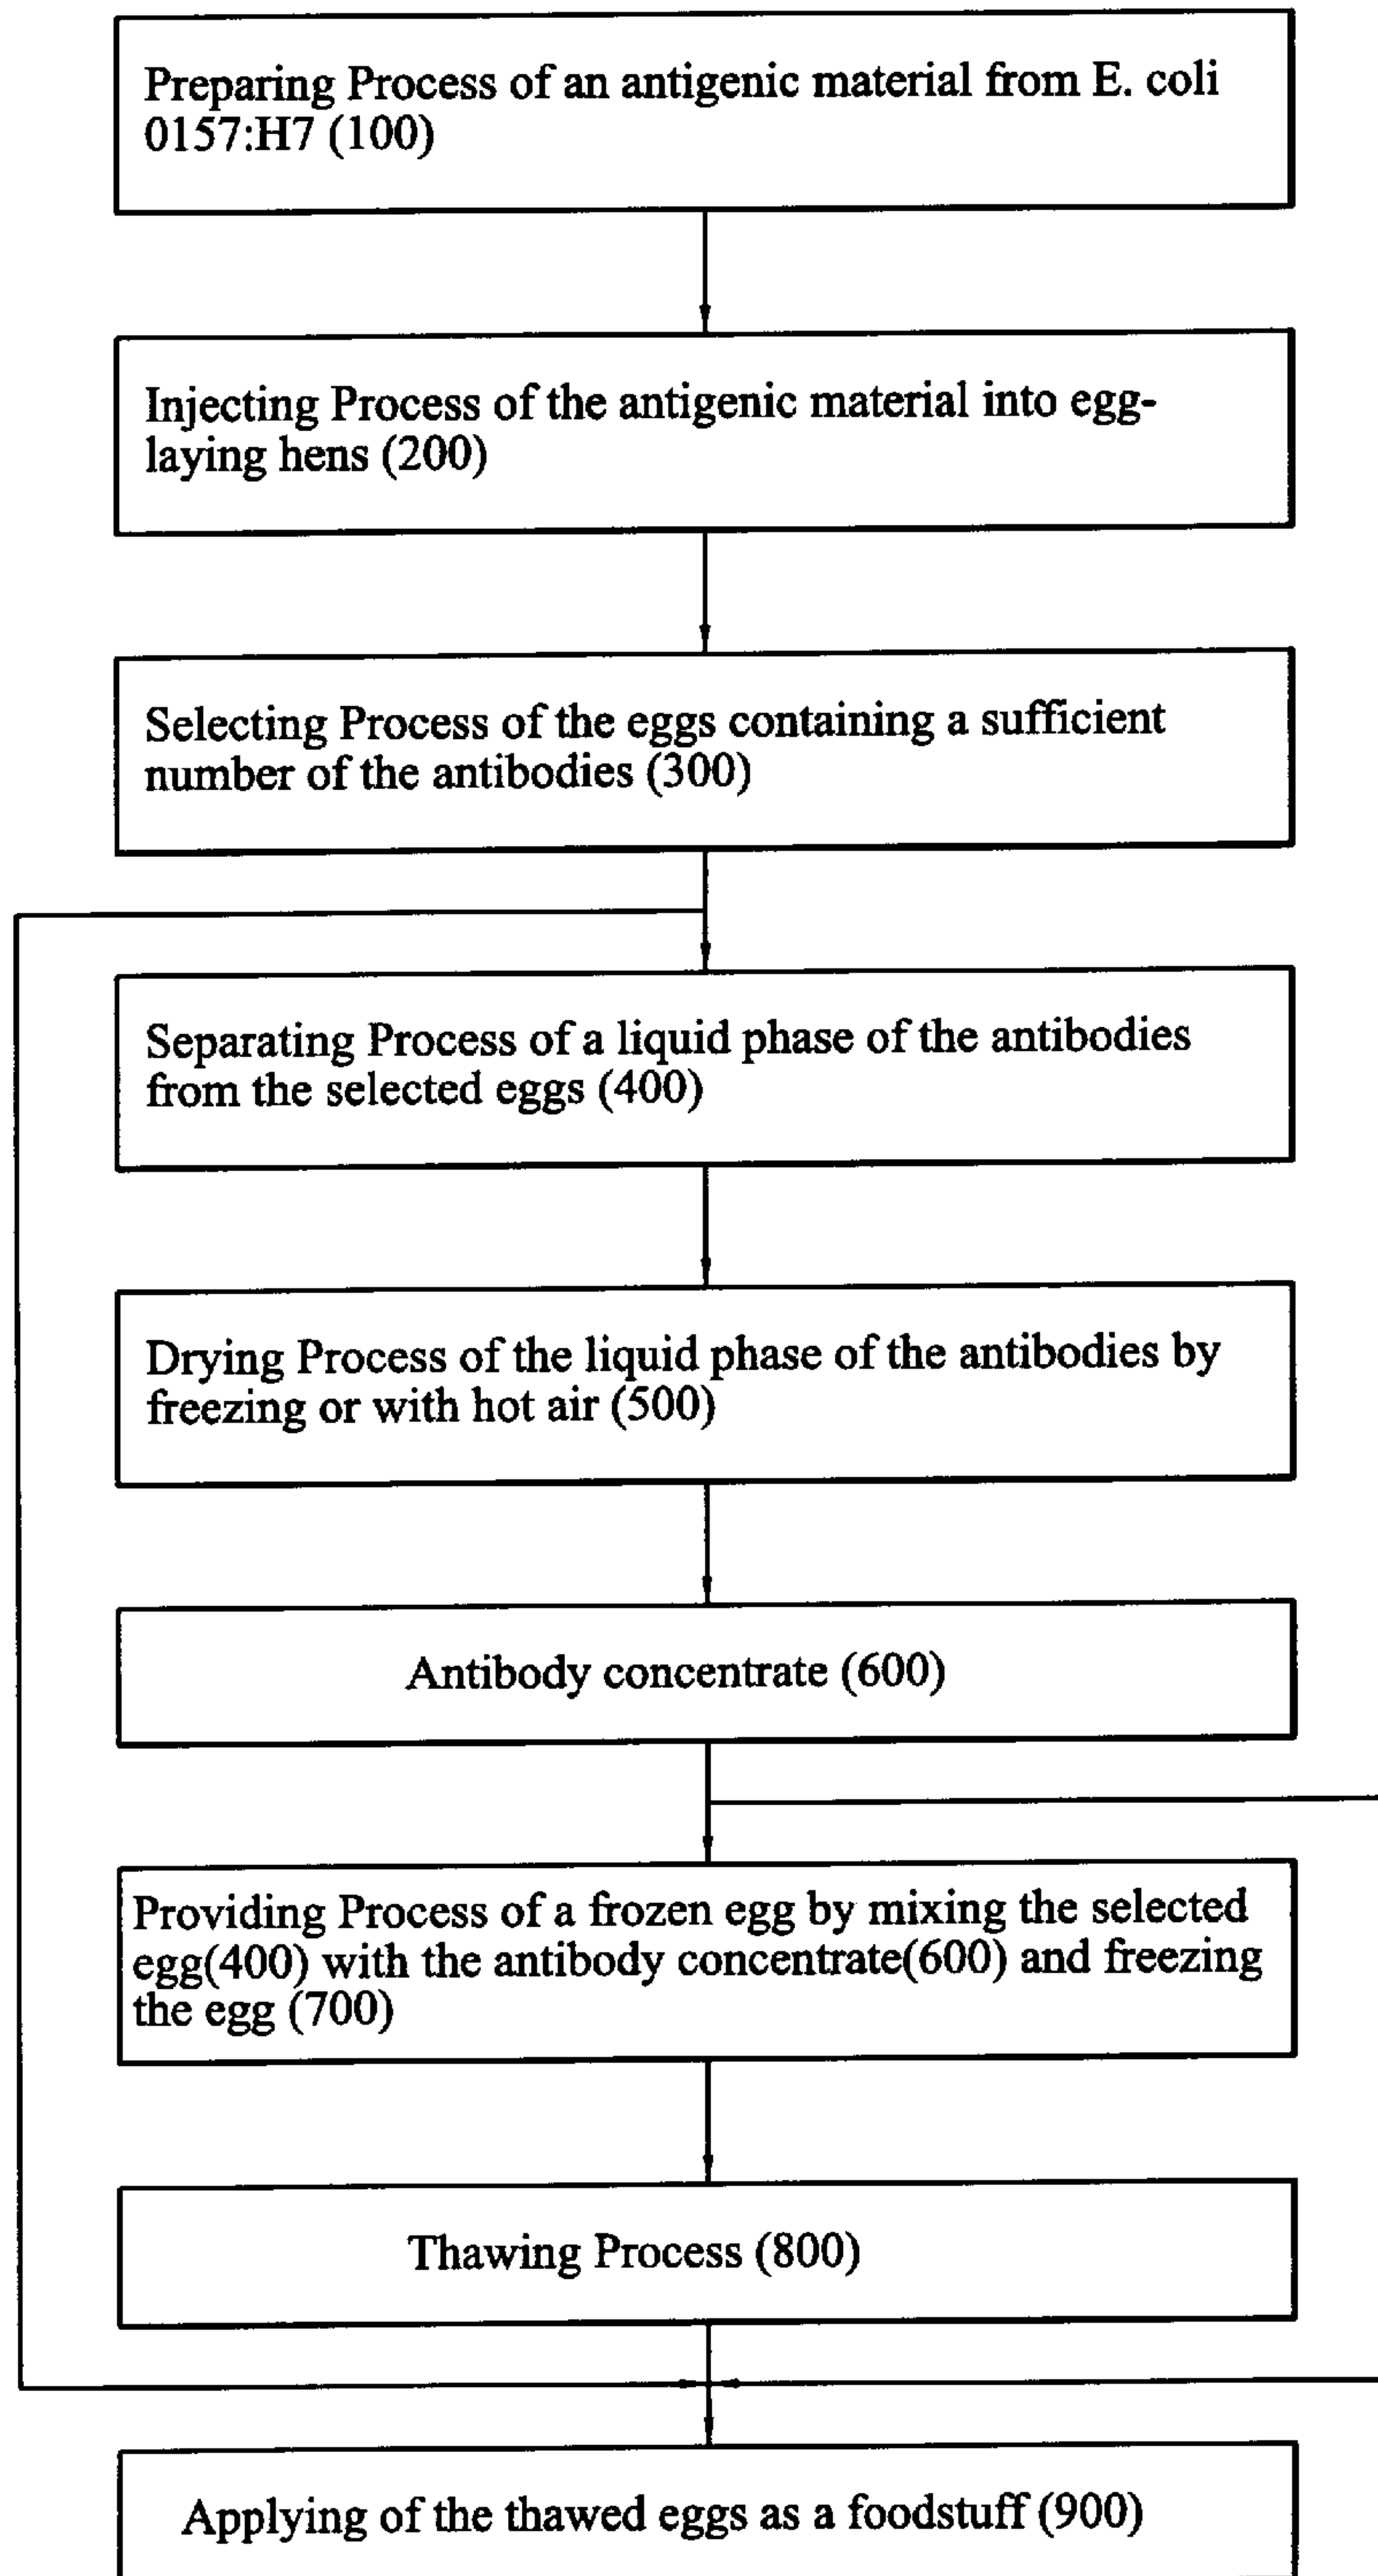 Preparing Process of an antigenic material from E. coli
0157:H7 (100)
Injecting Process of the antigenic material into egg-
laying hens (200)
Selecting Process of the eggs containing a sufficient
number of the antibodies (300)
Separating Process of a liquid phase of the antibodies
from the selected eggs (400)
Drying Process of the liquid phase of the antibodies by
freezing or with hot air (500)
Antibody concentrate (600)
Providing Process of a frozen egg by mixing the selected
egg(400) with the antibody concentrate(600) and freezing
the egg (700)
Thawing Process (800)
Applying of the thawed eggs as a foodstuff (900)